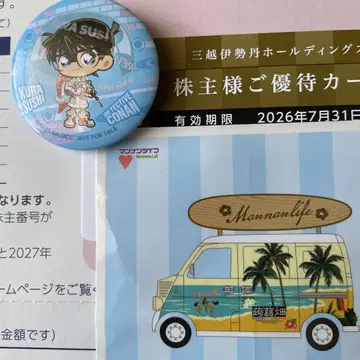 A SUSHI
KURA
SUSHI
DETECTIVE
CONAN
NOT FOR SALE
三越伊勢丹ホールディングス
株主様ご優待カー
有効期限 2026年7月31日
なります。
株主番号が
と2027年
ームページをご覧く
金額です）
マンナンライフ
MannanLife
Mannanlife
蒟蒻畑